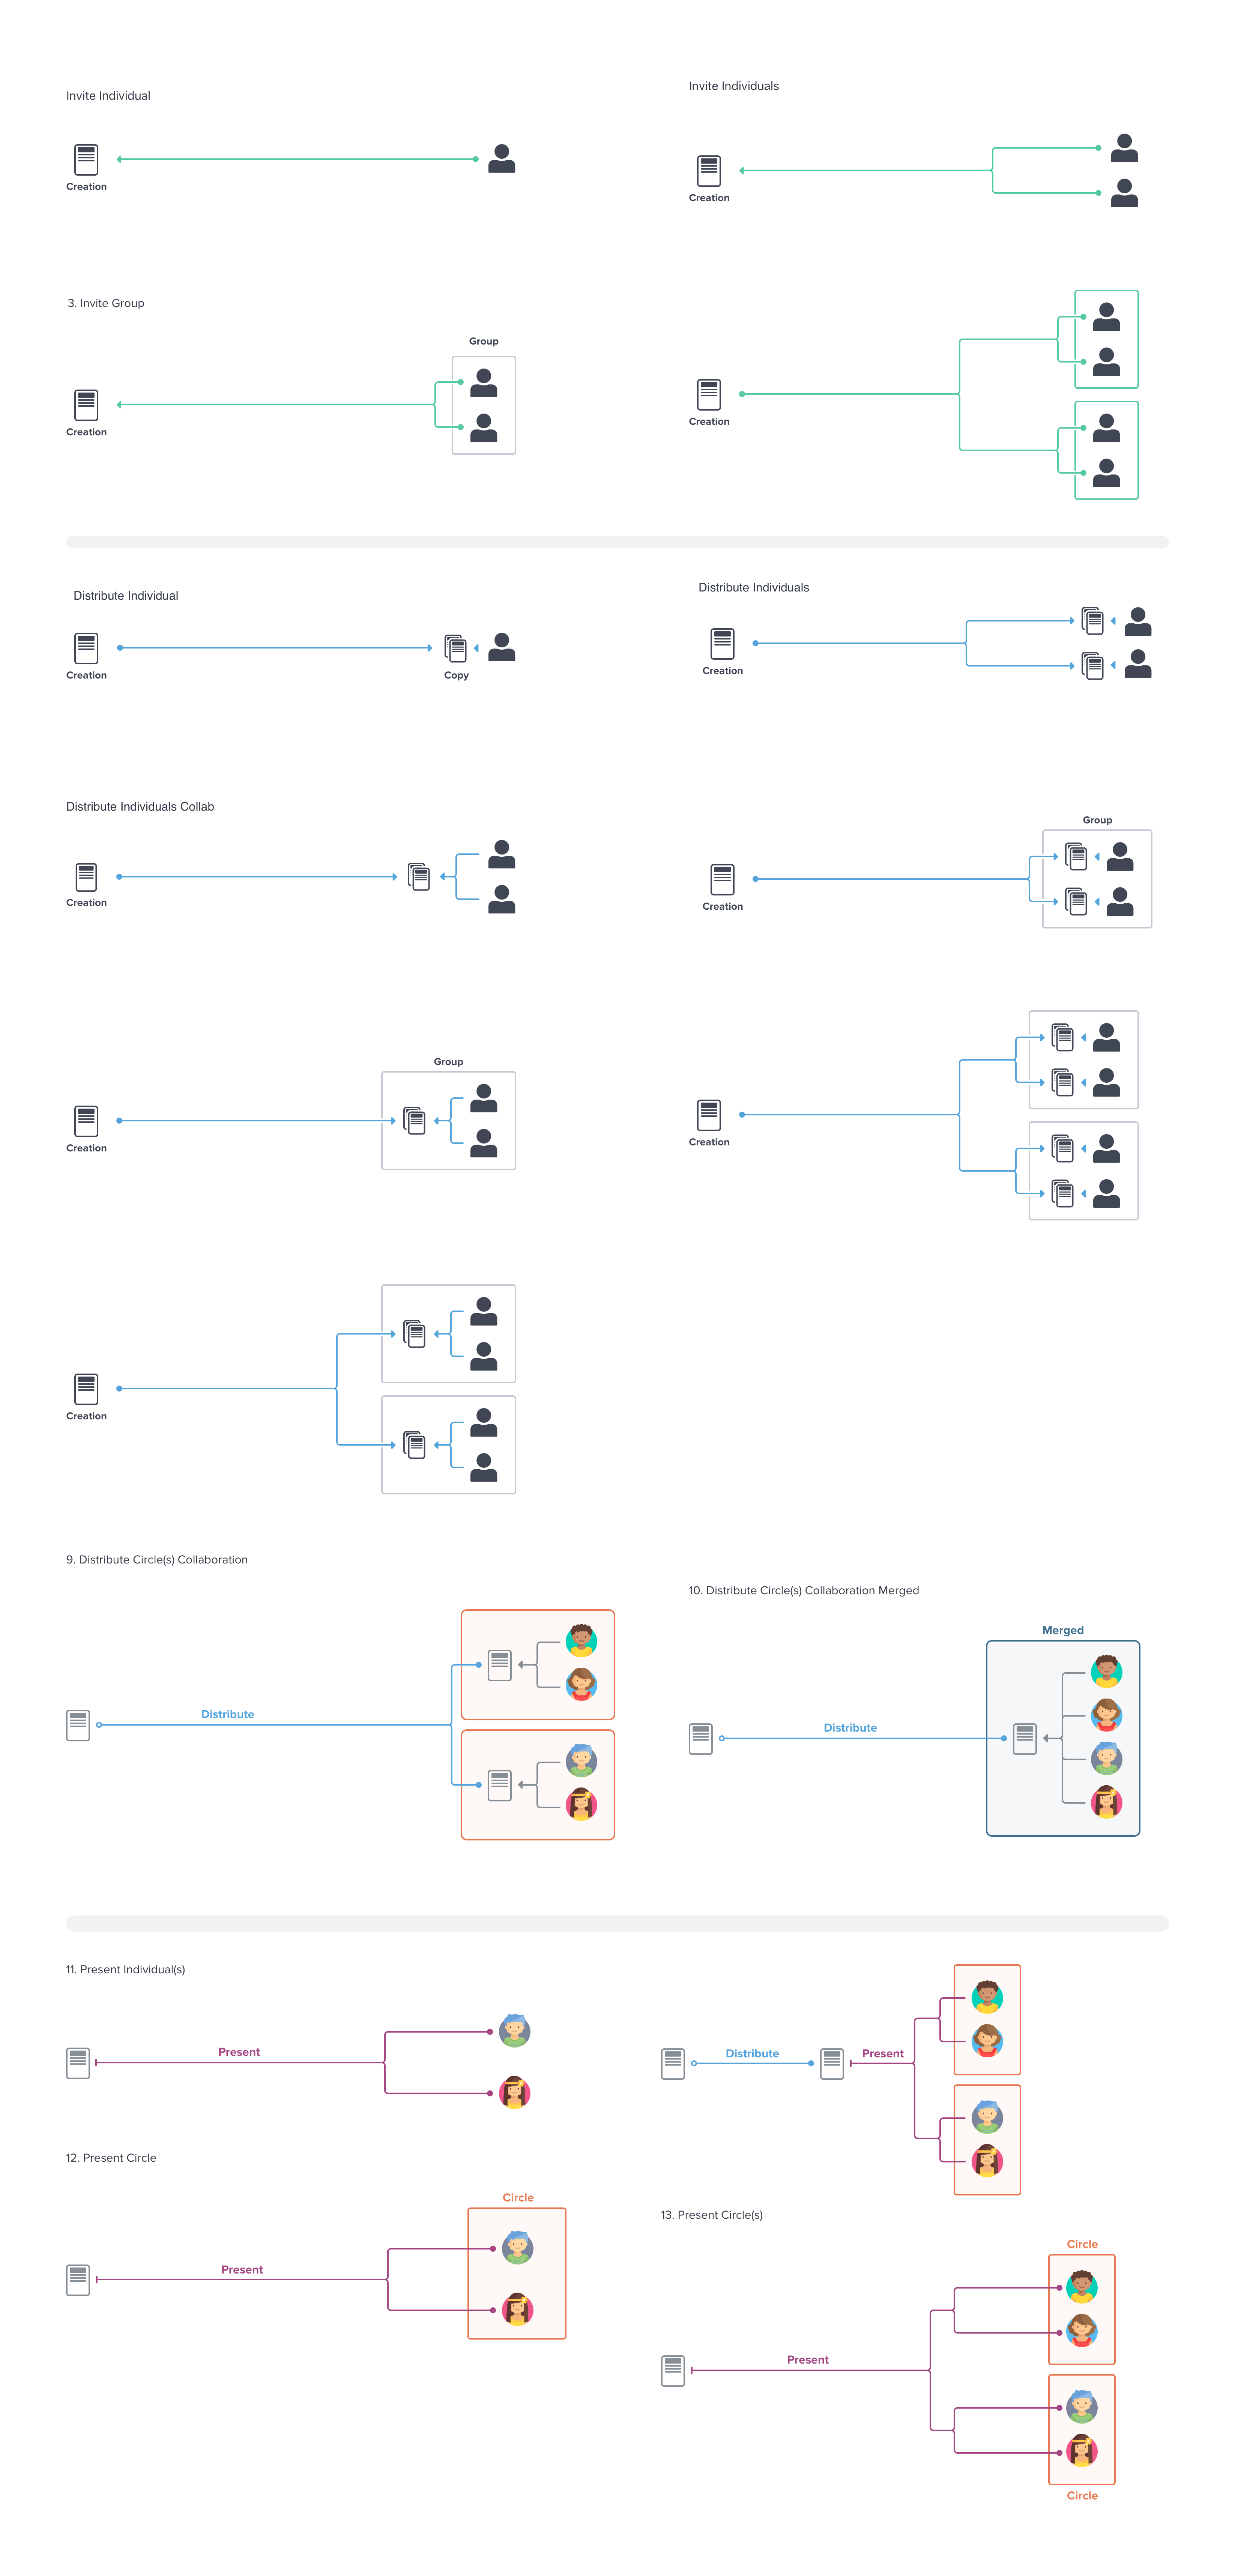 Invite Individual
Invite Individuals
Creation
Creation
3. Invite Group
Group
Creation
Creation
Distribute Individual
Distribute Individuals
Creation
Copy
Creation
Distribute Individuals Collab
Group
Creation
Creation
Group
Creation
Creation
Creation
9. Distribute Circle(s) Collaboration
10. Distribute Circle(s) Collaboration Merged
Merged
Distribute
Distribute
11. Present Individual(s)
Present
Distribute
Present
12. Present Circle
Circle
Present
13. Present Circle(s)
Circle
Present
Circle